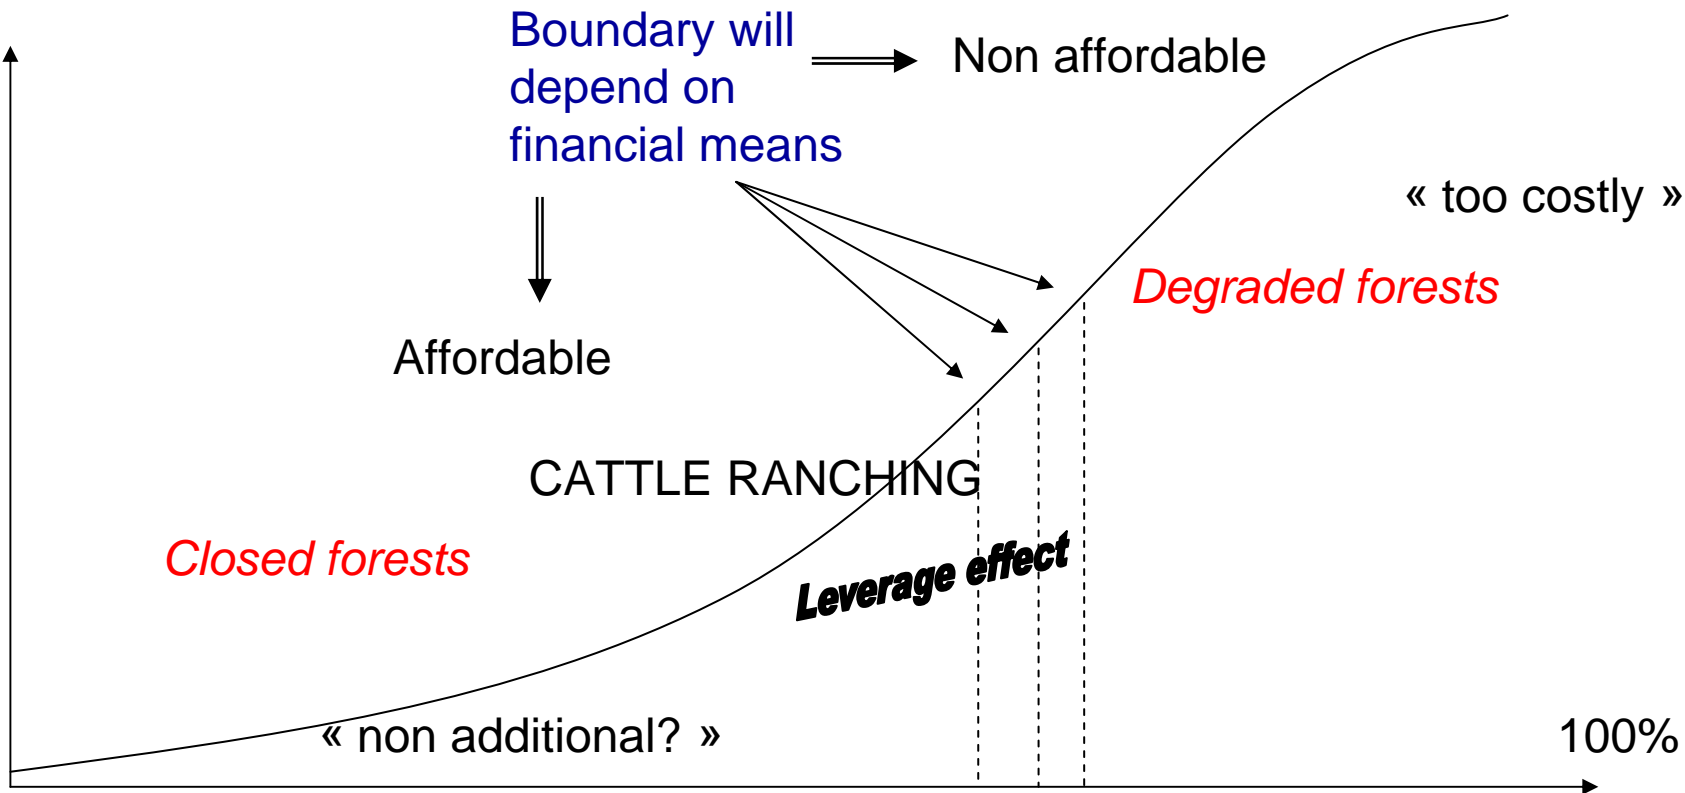 Boundary will
depend on
financial means
Non affordable
« too costly »
Degraded forests
Affordable
CATTLE RANCHING
Closed forests
Leverage effect
« non additional? »
100%